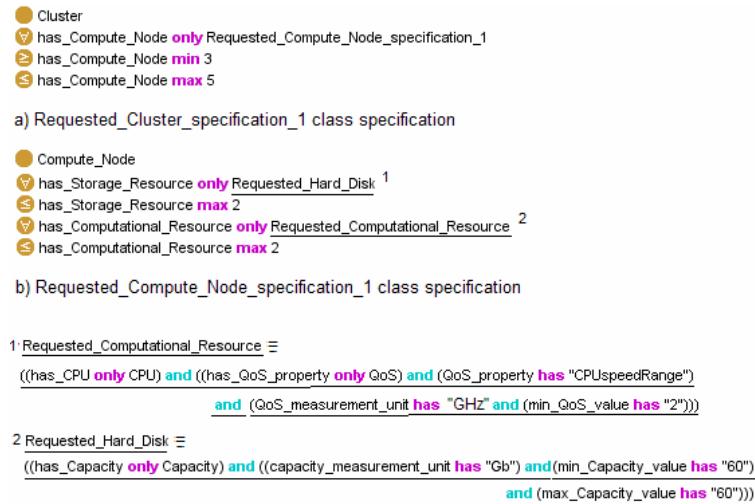 Cluster
∀ has_Compute_Node only Requested_Compute_Node_specification_1
≥ has_Compute_Node min 3
≤ has_Compute_Node max 5
a) Requested_Cluster_specification_1 class specification
Compute_Node
∀ has_Storage_Resource only Requested_Hard_Disk 1
≤ has_Storage_Resource max 2
∀ has_Computational_Resource only Requested_Computational_Resource 2
≤ has_Computational_Resource max 2
b) Requested_Compute_Node_specification_1 class specification
1 Requested_Computational_Resource ≡
((has_CPU only CPU) and ((has_QoS_property only QoS) and (QoS_property has "CPUspeedRange")
and (QoS_measurement_unit has "GHz" and (min_QoS_value has "2")))
2 Requested_Hard_Disk ≡
((has_Capacity only Capacity) and ((capacity_measurement_unit has "Gb") and (min_Capacity_value has "60")
and (max_Capacity_value has "60")))